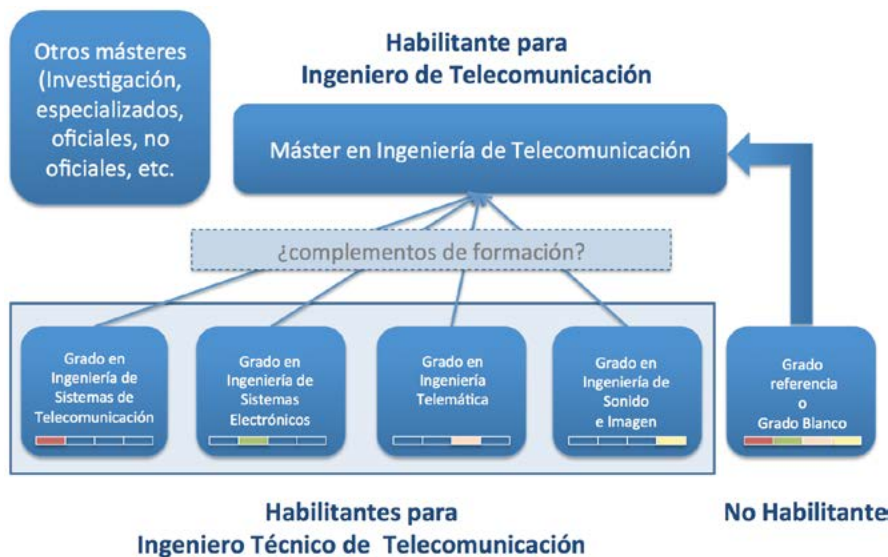 Otros másteres
(Investigación,
especializados,
oficiales, no
oficiales, etc.
Habilitante para
Ingeniero de Telecomunicación
Máster en Ingeniería de Telecomunicación
¿complementos de formación?
Grado en
Ingeniería de
Sistemas de
Telecomunicación
Grado en
Ingeniería de
Sistemas
Electrónicos
Grado en
Ingeniería
Telemática
Grado en
Ingeniería de
Sonido
e Imagen
Grado
referencia
o
Grado Blanco
Habilitantes para
Ingeniero Técnico de Telecomunicación
No Habilitante